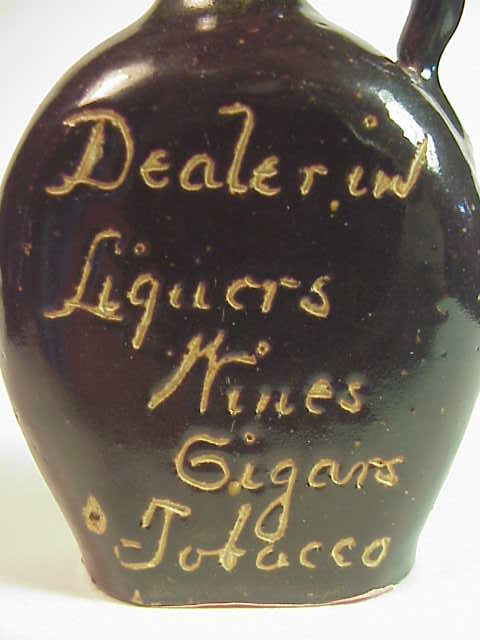 Dealer in
Liquers
Wines
Cigars
& Tobacco